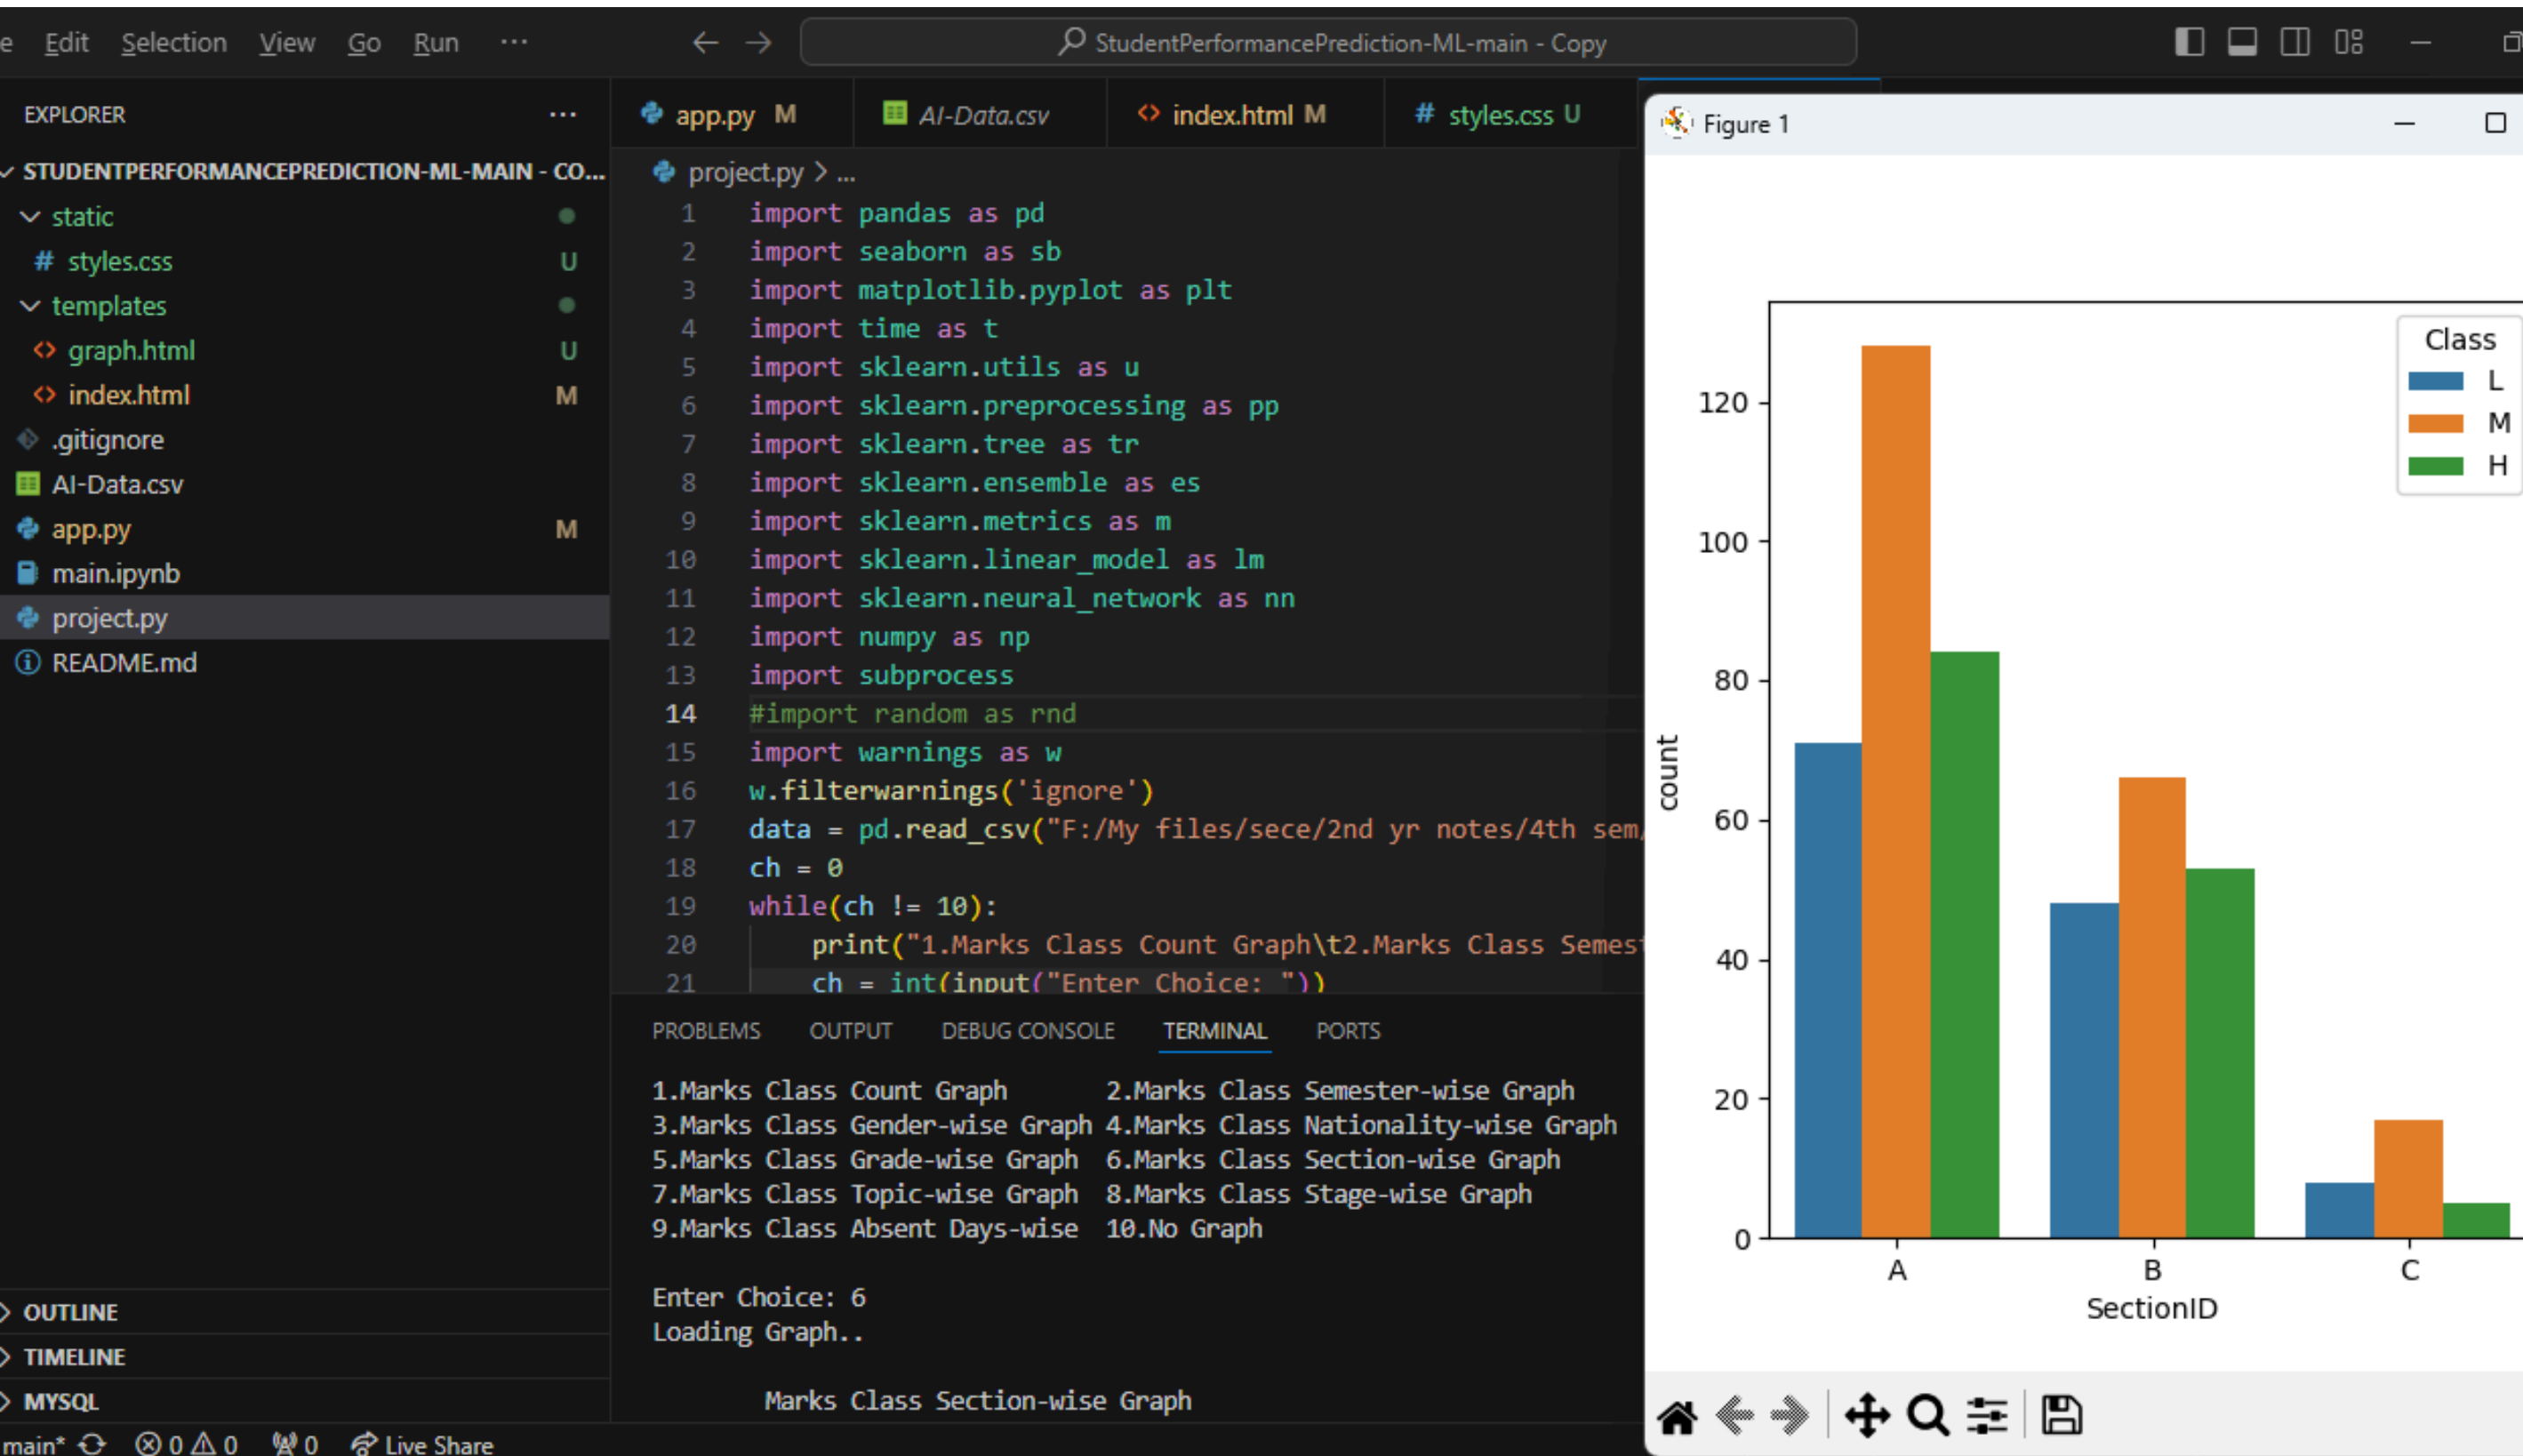 e Edit Selection View Go Run ...
StudentPerformancePrediction-ML-main - Copy
EXPLORER ...
STUDENTPERFORMANCEPREDICTION-ML-MAIN - CO...
static
# styles.css U
templates
<> graph.html U
<> index.html M
.gitignore
AI-Data.csv
app.py M
main.ipynb
project.py
README.md
OUTLINE
TIMELINE
MYSQL
app.py M
AI-Data.csv
<> index.html M
# styles.css U
project.py > ...
1 import pandas as pd
2 import seaborn as sb
3 import matplotlib.pyplot as plt
4 import time as t
5 import sklearn.utils as u
6 import sklearn.preprocessing as pp
7 import sklearn.tree as tr
8 import sklearn.ensemble as es
9 import sklearn.metrics as m
10 import sklearn.linear_model as lm
11 import sklearn.neural_network as nn
12 import numpy as np
13 import subprocess
14 #import random as rnd
15 import warnings as w
16 w.filterwarnings('ignore')
17 data = pd.read_csv("F:/My files/sece/2nd yr notes/4th sem/
18 ch = 0
19 while(ch != 10):
20 print("1.Marks Class Count Graph\t2.Marks Class Semest
21 ch = int(input("Enter Choice: "))
PROBLEMS OUTPUT DEBUG CONSOLE TERMINAL PORTS
1.Marks Class Count Graph 2.Marks Class Semester-wise Graph
3.Marks Class Gender-wise Graph 4.Marks Class Nationality-wise Graph
5.Marks Class Grade-wise Graph 6.Marks Class Section-wise Graph
7.Marks Class Topic-wise Graph 8.Marks Class Stage-wise Graph
9.Marks Class Absent Days-wise 10.No Graph
Enter Choice: 6
Loading Graph..
Marks Class Section-wise Graph
Figure 1
Class
L
M
H
120
100
80
60
40
20
0
count
A B C
SectionID
main* 0 0 0 Live Share